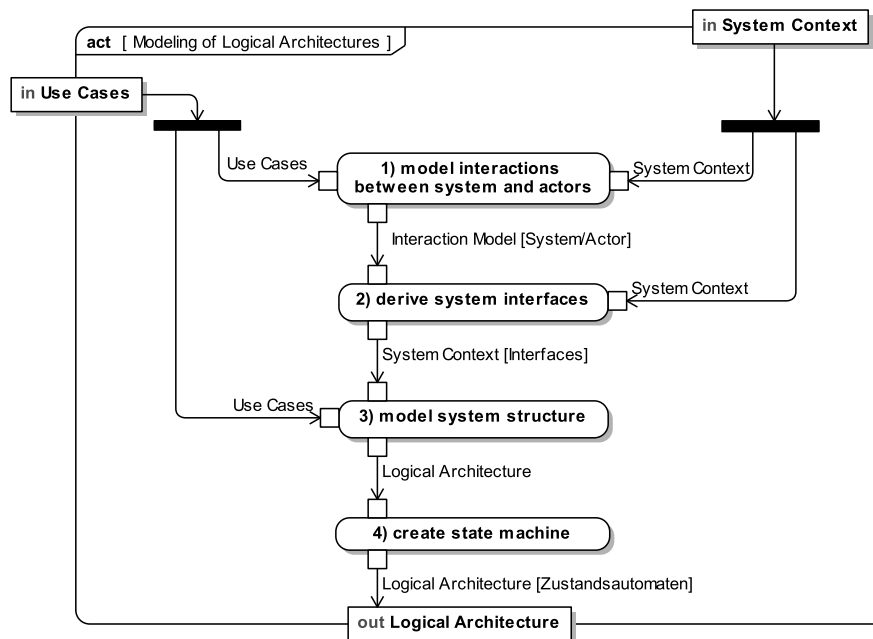 in System Context
act [ Modeling of Logical Architectures ]
in Use Cases
Use Cases
1) model interactions
between system and actors
System Context
Interaction Model [System/Actor]
2) derive system interfaces
System Context
System Context [Interfaces]
Use Cases
3) model system structure
Logical Architecture
4) create state machine
Logical Architecture [Zustandsautomaten]
out Logical Architecture